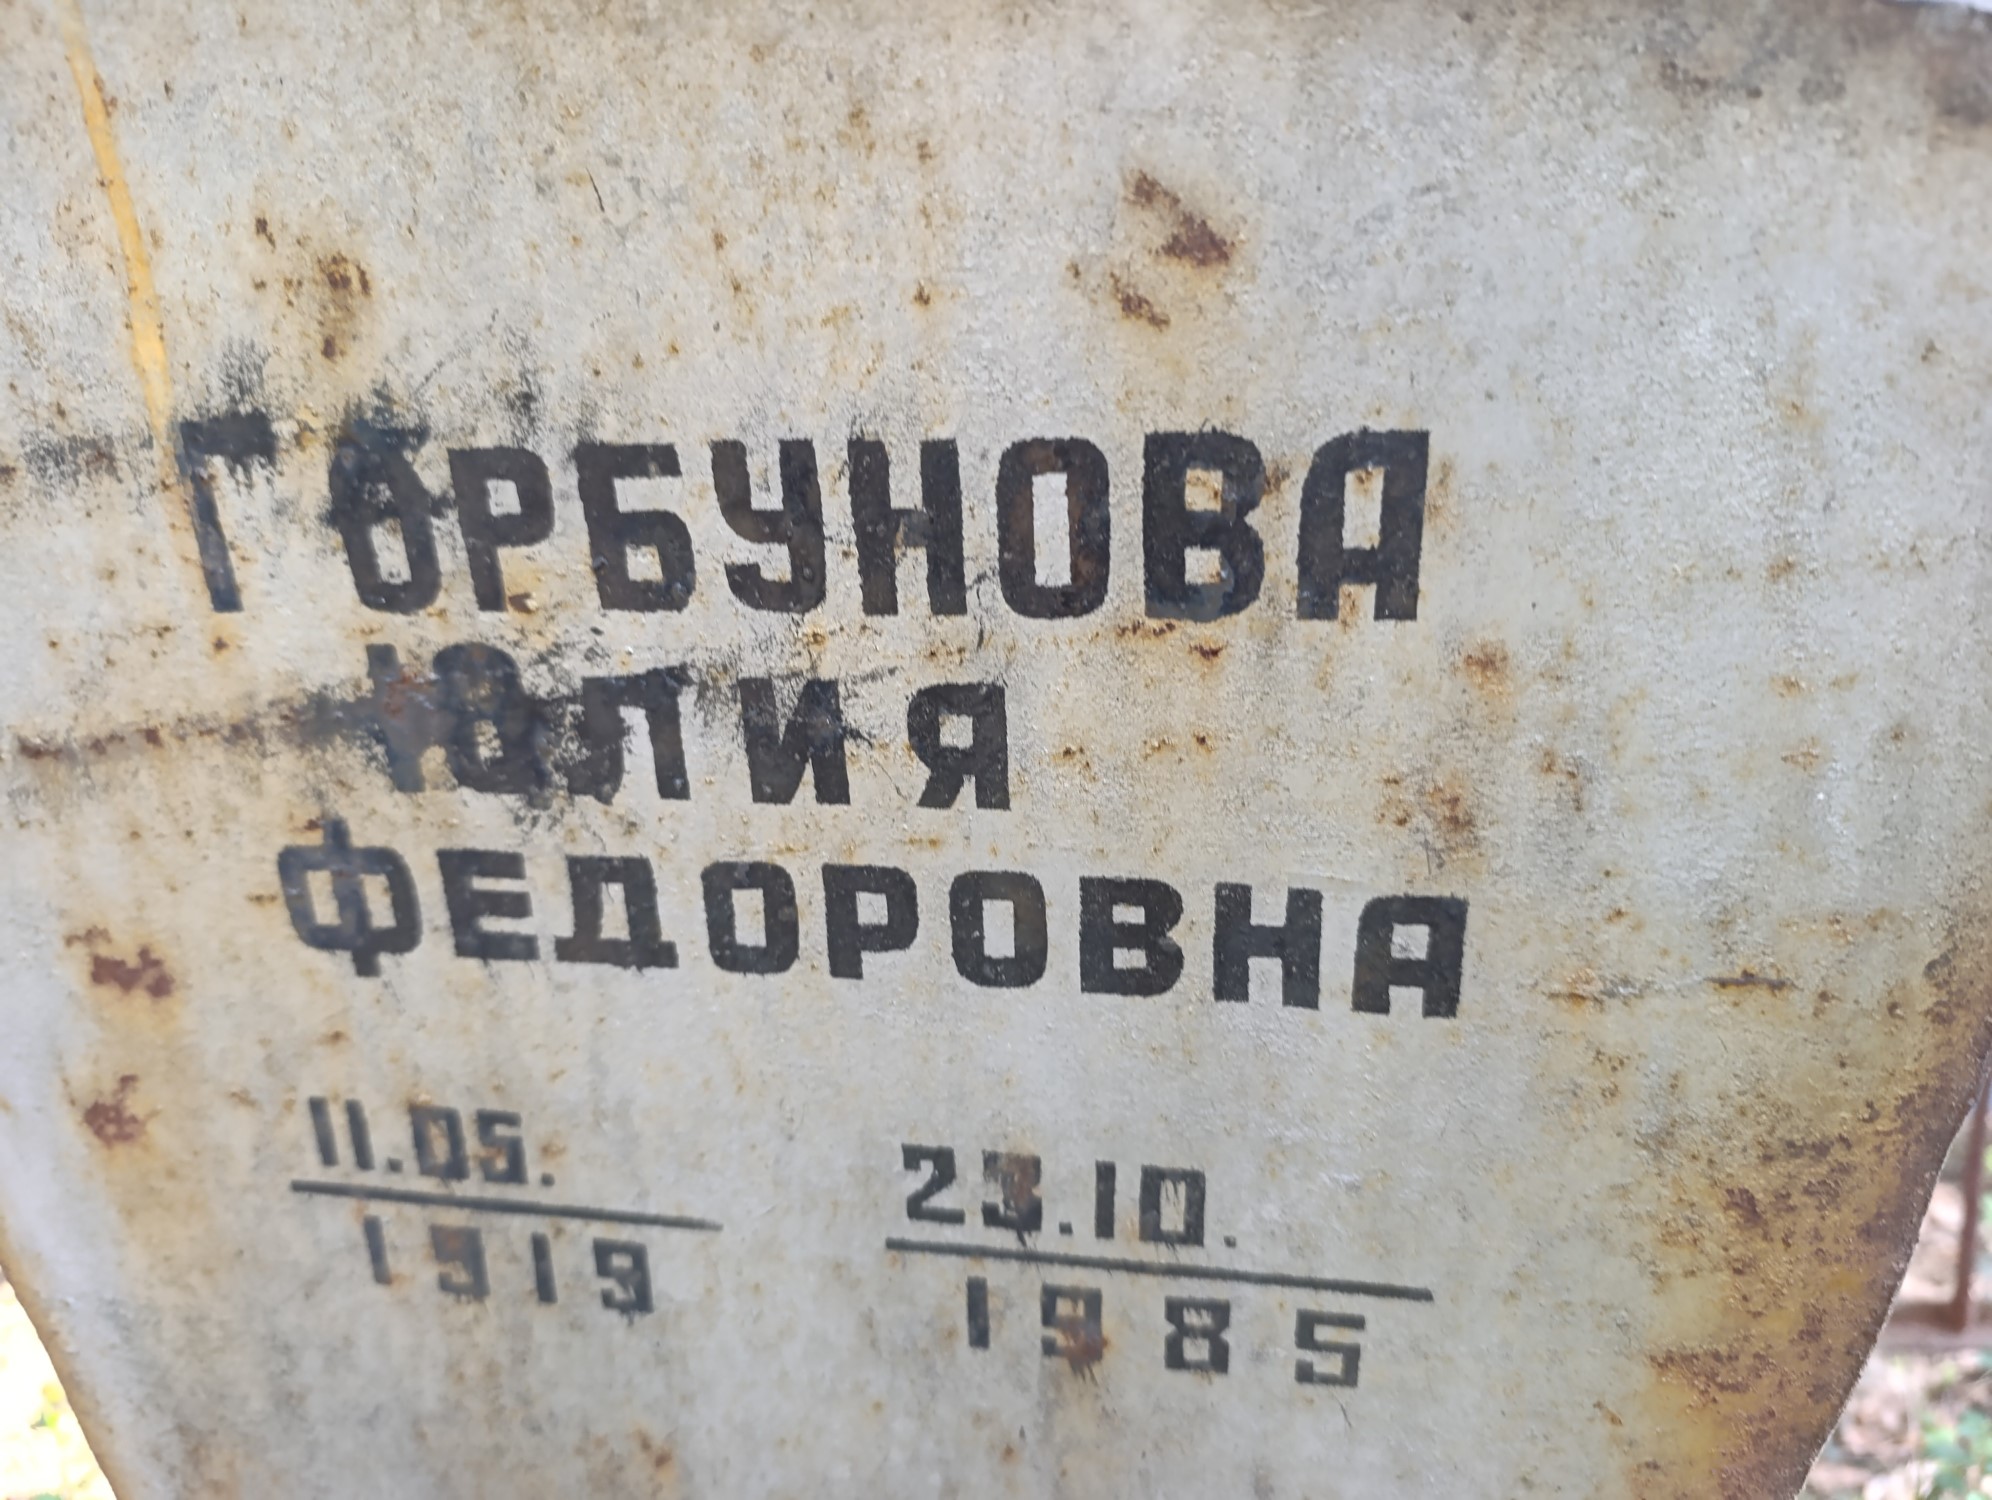 ГОРБУНОВА
ЮЛИЯ
ФЕДОРОВНА
11.05.
1919
23.10.
1985